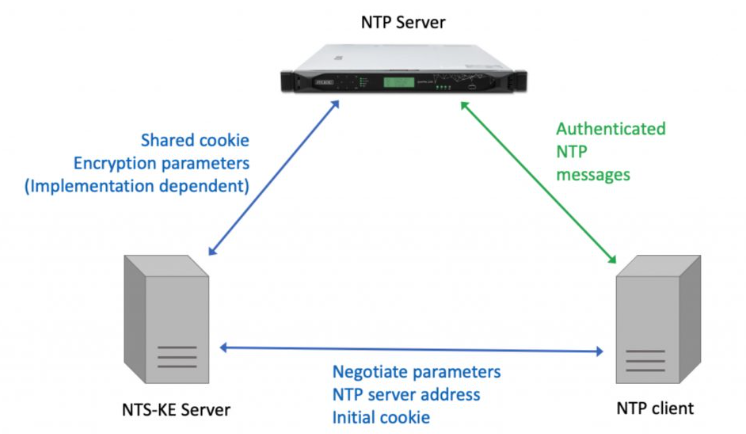 NTP Server
Shared cookie
Encryption parameters
(Implementation dependent)
Authenticated
NTP
messages
Negotiate parameters
NTP server address
Initial cookie
NTS-KE Server
NTP client